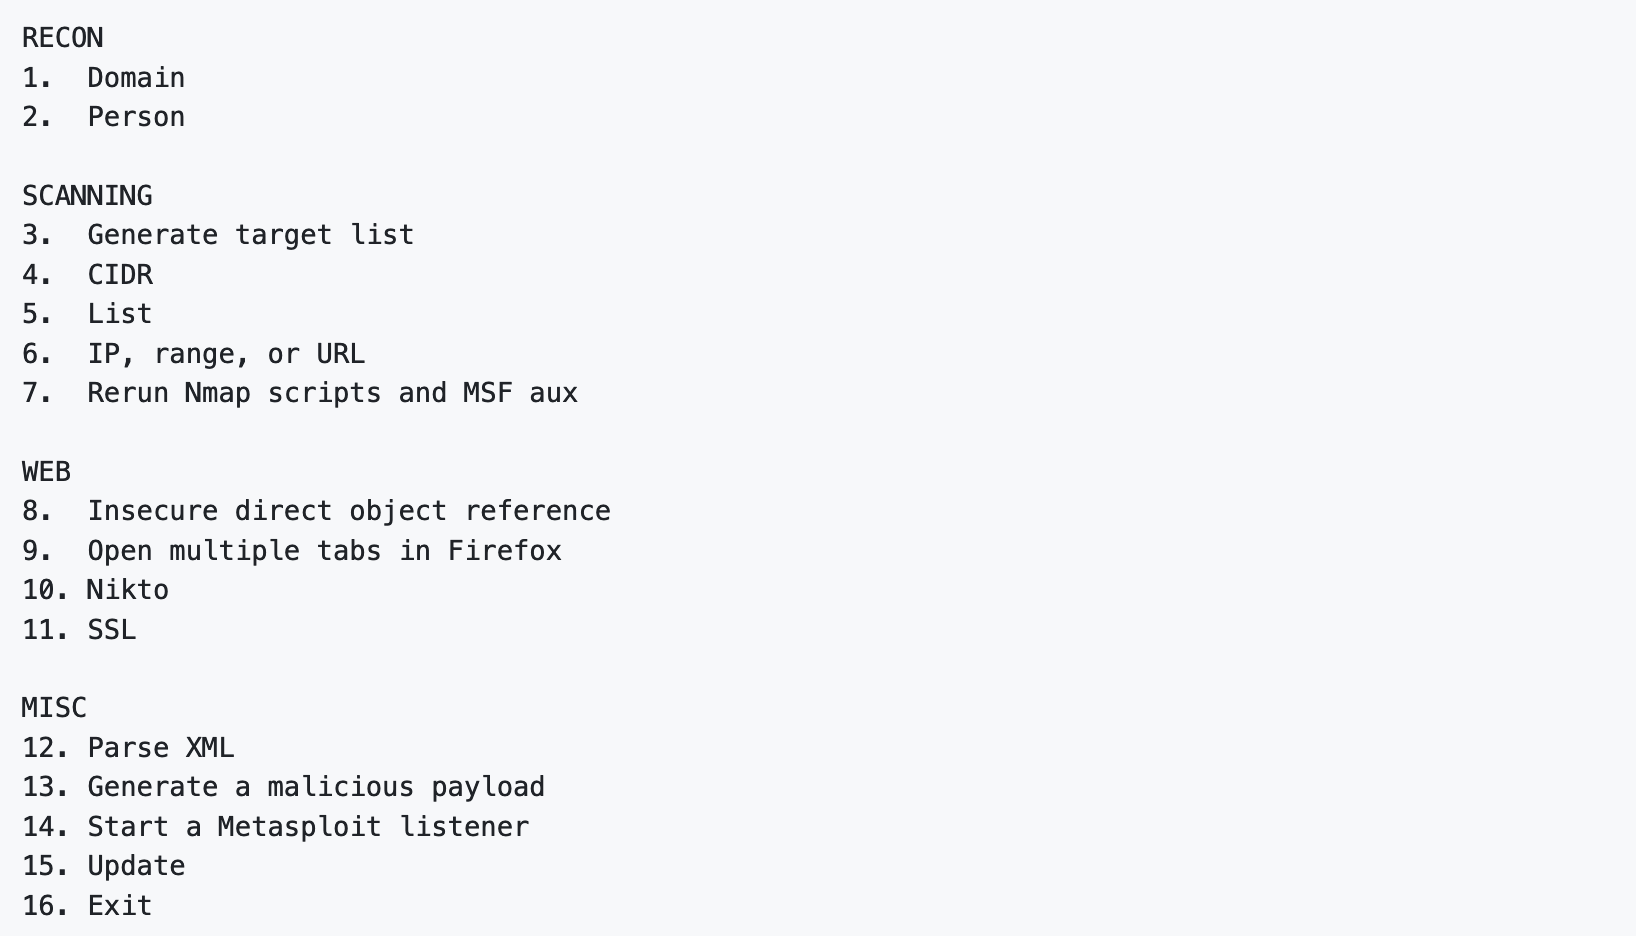 RECON
1.  Domain
2.  Person

SCANNING
3.  Generate target list
4.  CIDR
5.  List
6.  IP, range, or URL
7.  Rerun Nmap scripts and MSF aux

WEB
8.  Insecure direct object reference
9.  Open multiple tabs in Firefox
10. Nikto
11. SSL

MISC
12. Parse XML
13. Generate a malicious payload
14. Start a Metasploit listener
15. Update
16. Exit